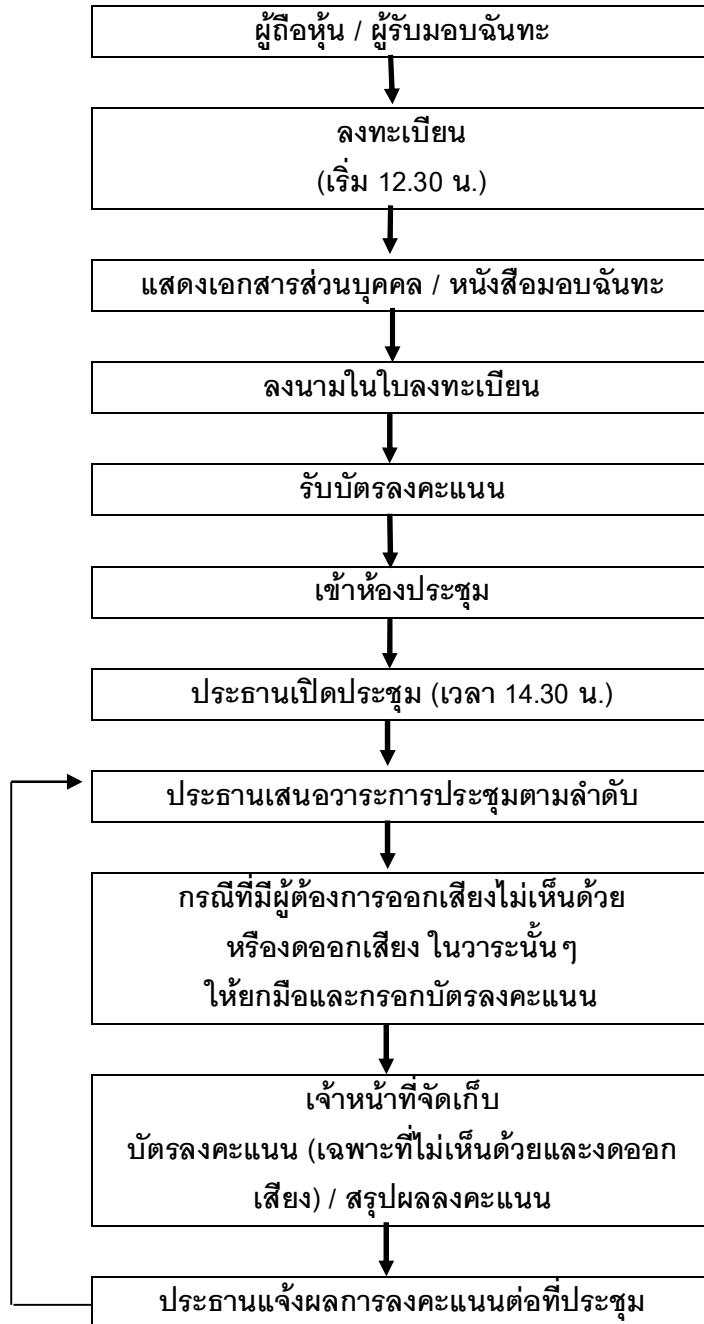 ผู้ถือหุ้น / ผู้รับมอบฉันทะ
ลงทะเบียน
(เริ่ม 12.30 น.)
แสดงเอกสารส่วนบุคคล / หนังสือมอบฉันทะ
ลงนามในใบลงทะเบียน
รับบัตรลงคะแนน
เข้าห้องประชุม
ประธานเปิดประชุม (เวลา 14.30 น.)
ประธานเสนอวาระการประชุมตามลำดับ
กรณีที่มีผู้ต้องการออกเสียงไม่เห็นด้วย
หรืองดออกเสียง ในวาระนั้น ๆ
ให้ยกมือและกรอกบัตรลงคะแนน
เจ้าหน้าที่จัดเก็บ
บัตรลงคะแนน (เฉพาะที่ไม่เห็นด้วยและงดออก
เสียง) / สรุปผลลงคะแนน
ประธานแจ้งผลการลงคะแนนต่อที่ประชุม